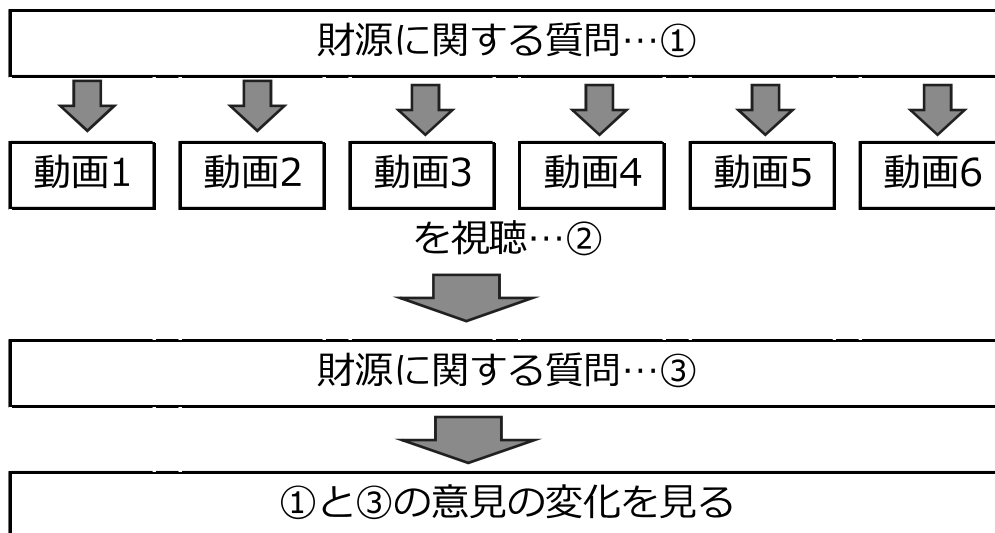 財源に関する質問…①
動画1 動画2 動画3 動画4 動画5 動画6
を視聴…②
財源に関する質問…③
①と③の意見の変化を見る